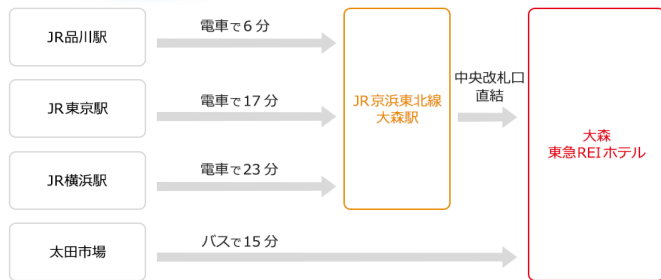 JR品川駅
電車で6分
JR東京駅
電車で17分
JR横浜駅
電車で23分
太田市場
バスで15分
JR京浜東北線
大森駅
中央改札口
直結
大森
東急REIホテル